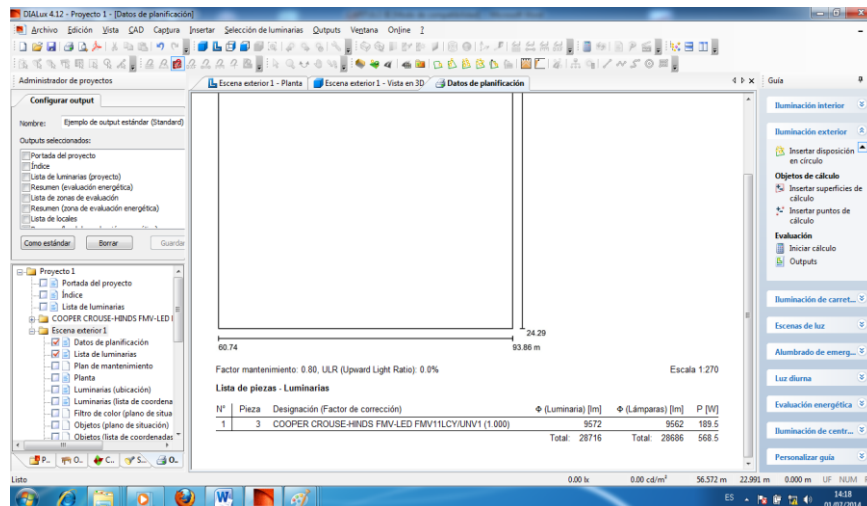 DIALux 4.12 - Proyecto 1 - [Datos de planificación]
Archivo Edición Vista CAD Captura Insertar Selección de luminarias Outputs Ventana Online ?
Administrador de proyectos
Escena exterior 1 - Planta Escena exterior 1 - Vista en 3D Datos de planificación
Guía
Configurar output
Nombre: Ejemplo de output estándar (Standard)
Outputs seleccionados:
Portada del proyecto
Índice
Lista de luminarias (proyecto)
Resumen (evaluación energética)
Lista de zonas de evaluación
Resumen (zona de evaluación energética)
Lista de locales
Como estándar Borrar Guardar
Proyecto 1
Portada del proyecto
Índice
Lista de luminarias
COOPER CROUSE-HINDS FMV-LED
Escena exterior 1
Datos de planificación
Lista de luminarias
Plan de mantenimiento
Planta
Luminarias (ubicación)
Luminarias (lista de coordena
Filtro de color (plano de situa
Objetos (plano de situación)
Objetos (lista de coordenadas
P... O... C... S... O...
24.29
60.74 93.86 m
Factor mantenimiento: 0.80, ULR (Upward Light Ratio): 0.0% Escala 1:270
Lista de piezas - Luminarias
N° Pieza Designación (Factor de corrección) Φ (Luminaria) [lm] Φ (Lámparas) [lm] P [W]
1 3 COOPER CROUSE-HINDS FMV-LED FMV11LCY/UNV1 (1.000) 9572 9562 189.5
Total: 28716 Total: 28686 568.5
Iluminación interior
Iluminación exterior
Insertar disposición
en círculo
Objetos de cálculo
Insertar superficies de
cálculo
Insertar puntos de
cálculo
Evaluación
Iniciar cálculo
Outputs
Iluminación de carret...
Escenas de luz
Alumbrado de emerg...
Luz diurna
Evaluación energética
Iluminación de centr...
Personalizar guía
Listo 0.00 lx 0.00 cd/m² 56.572 m 22.991 m 0.000 m UF NUM
ES 14:18
01/07/2014